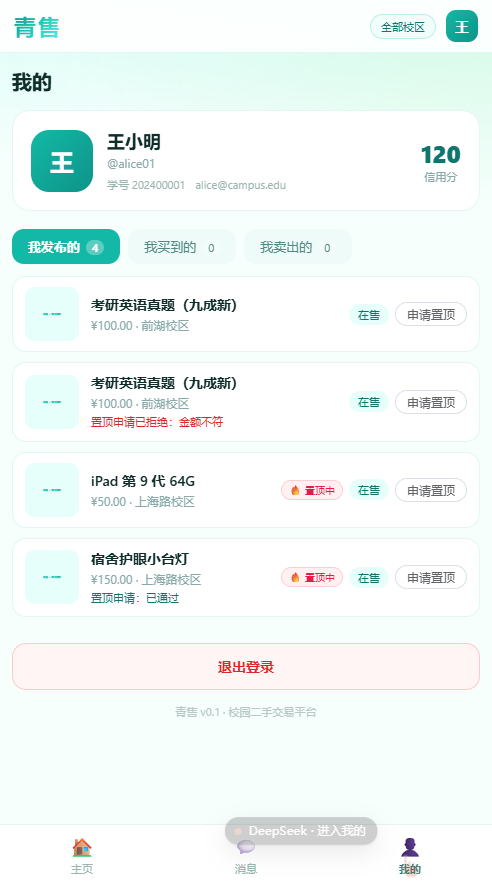 青售
全部校区
王
我的
王
王小明
@alice01
学号 202400001 alice@campus.edu
120
信用分
我发布的 4
我买到的 0
我卖出的 0
考研英语真题（九成新）
¥100.00 · 前湖校区
在售
申请置顶
考研英语真题（九成新）
¥100.00 · 前湖校区
置顶申请已拒绝：金额不符
在售
申请置顶
iPad 第 9 代 64G
¥50.00 · 上海路校区
🔥 置顶中
在售
申请置顶
宿舍护眼小台灯
¥150.00 · 上海路校区
置顶申请：已通过
🔥 置顶中
在售
申请置顶
退出登录
青售 v0.1 · 校园二手交易平台
DeepSeek · 进入我的
主页
消息
我的